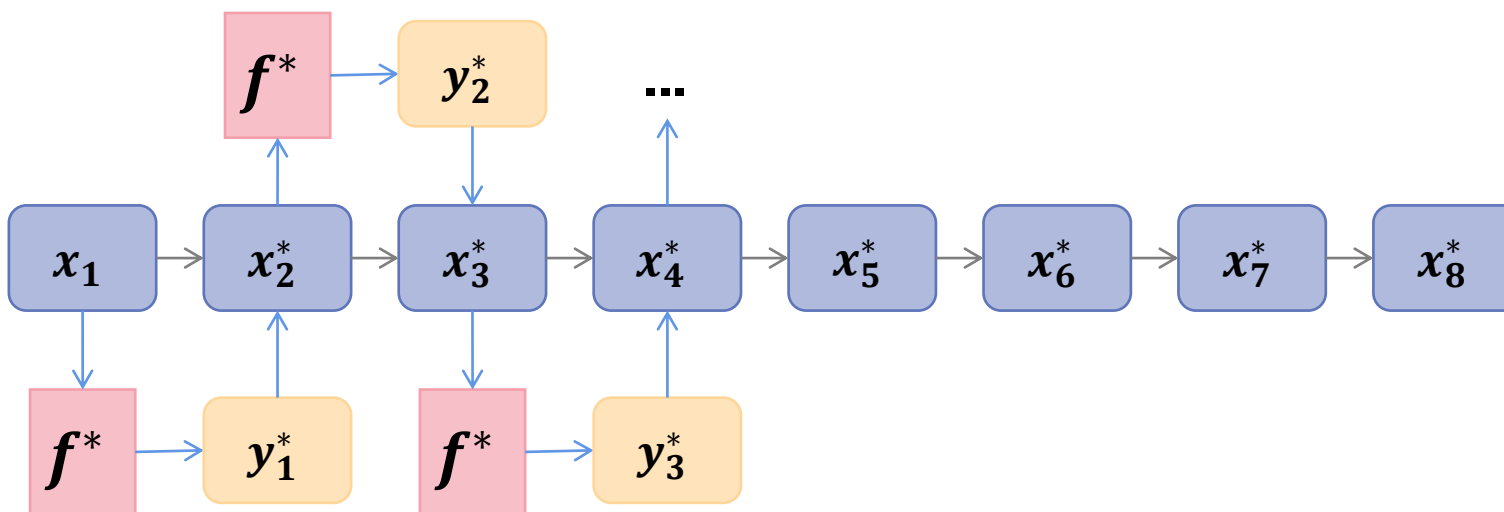 f* y₂*
...
x₁ x₂* x₃* x₄* x₅* x₆* x₇* x₈*
f* y₁* f* y₃*